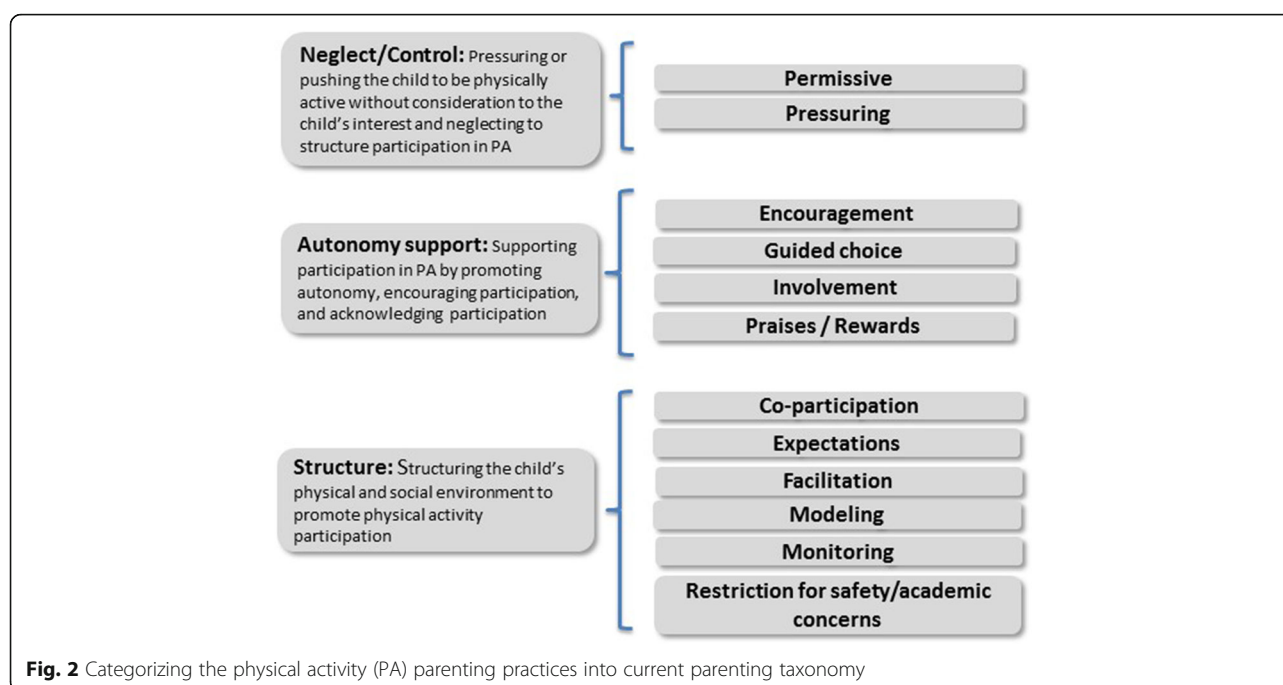 Neglect/Control: Pressuring or
pushing the child to be physically
active without consideration to the
child's interest and neglecting to
structure participation in PA
Permissive
Pressuring
Autonomy support: Supporting
participation in PA by promoting
autonomy, encouraging participation,
and acknowledging participation
Encouragement
Guided choice
Involvement
Praises / Rewards
Structure: Structuring the child's
physical and social environment to
promote physical activity
participation
Co-participation
Expectations
Facilitation
Modeling
Monitoring
Restriction for safety/academic
concerns
Fig. 2 Categorizing the physical activity (PA) parenting practices into current parenting taxonomy